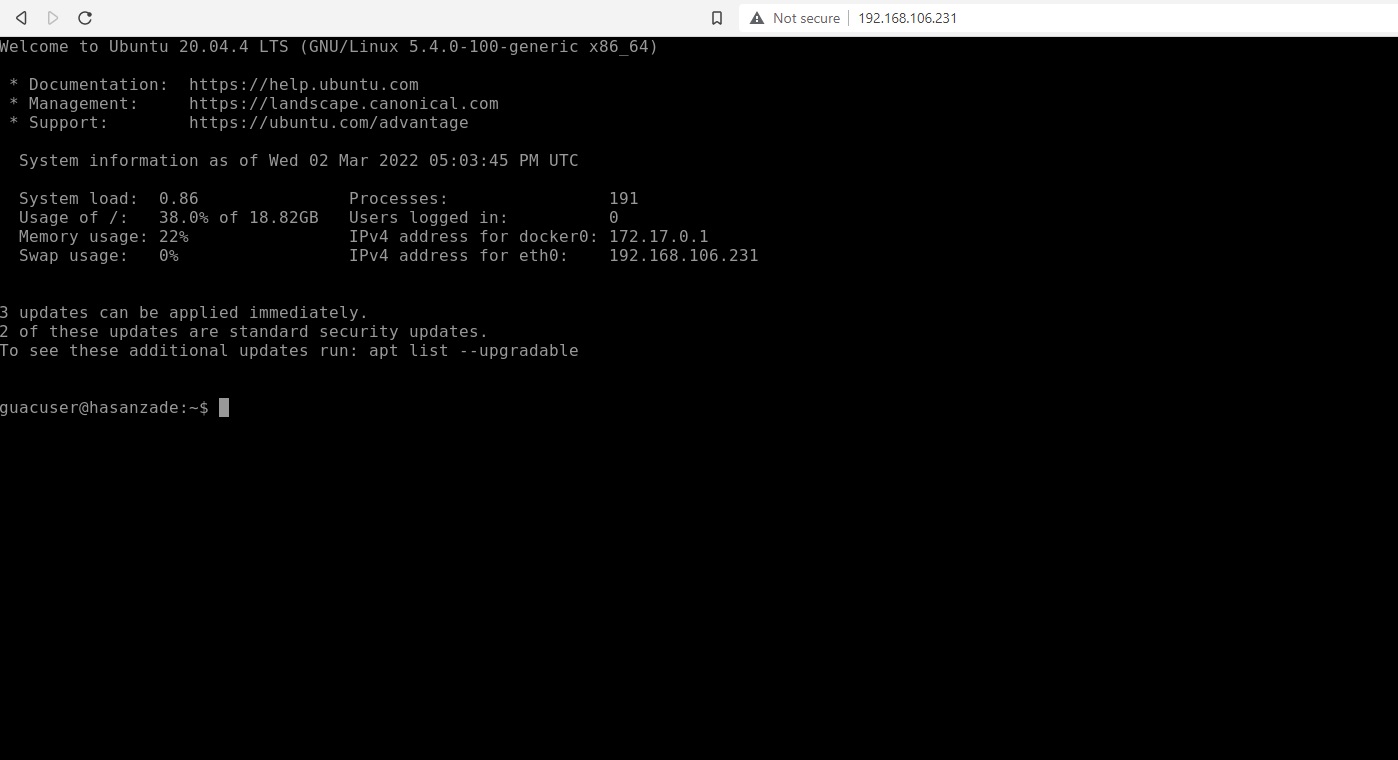 Not secure 192.168.106.231
Welcome to Ubuntu 20.04.4 LTS (GNU/Linux 5.4.0-100-generic x86_64)
* Documentation: https://help.ubuntu.com
* Management: https://landscape.canonical.com
* Support: https://ubuntu.com/advantage
System information as of Wed 02 Mar 2022 05:03:45 PM UTC
System load: 0.86 Processes: 191
Usage of /: 38.0% of 18.82GB Users logged in: 0
Memory usage: 22% IPv4 address for docker0: 172.17.0.1
Swap usage: 0% IPv4 address for eth0: 192.168.106.231
3 updates can be applied immediately.
2 of these updates are standard security updates.
To see these additional updates run: apt list --upgradable
guacuser@hasanzade:~$